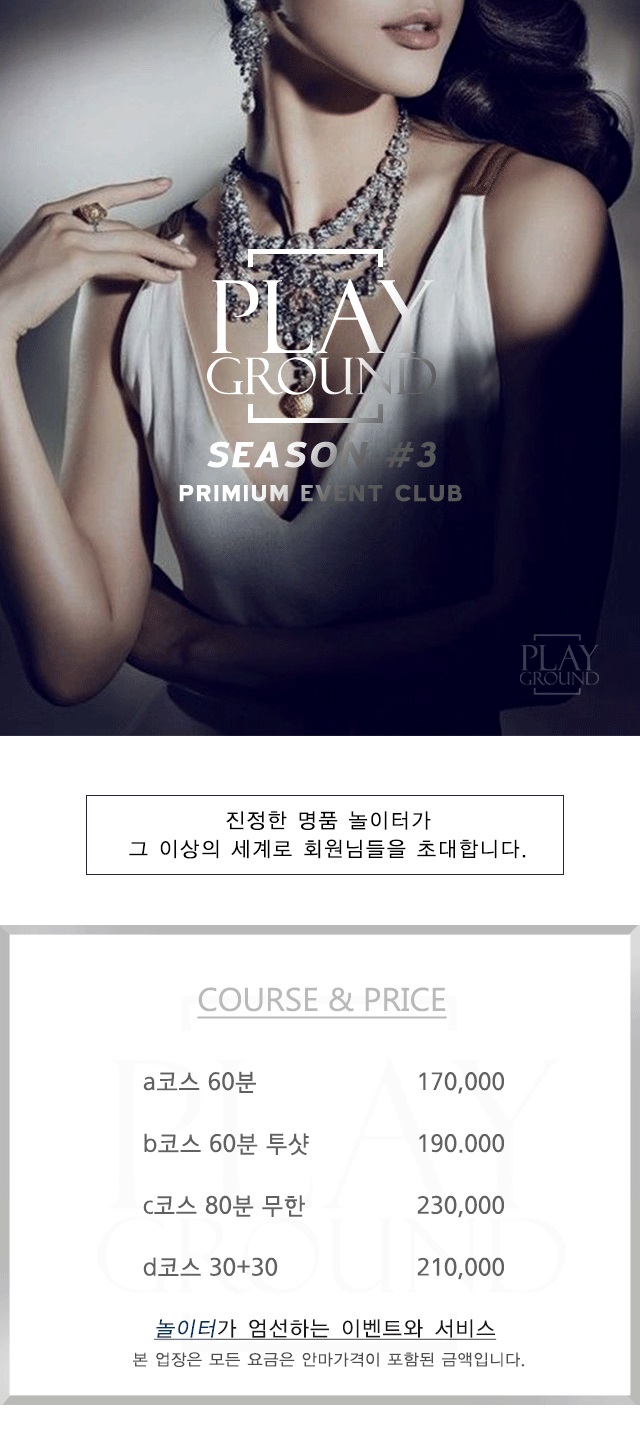 PLAY
GROUND
SEASON #3
PRIMIUM EVENT CLUB
PLAY
GROUND
진정한 명품 놀이터가
그 이상의 세계로 회원님들을 초대합니다.
COURSE & PRICE
a코스 60분 170,000
b코스 60분 투샷 190.000
c코스 80분 무한 230,000
d코스 30+30 210,000
PLAY
GROUND
놀이터가 엄선하는 이벤트와 서비스
본 업장은 모든 요금은 안마가격이 포함된 금액입니다.